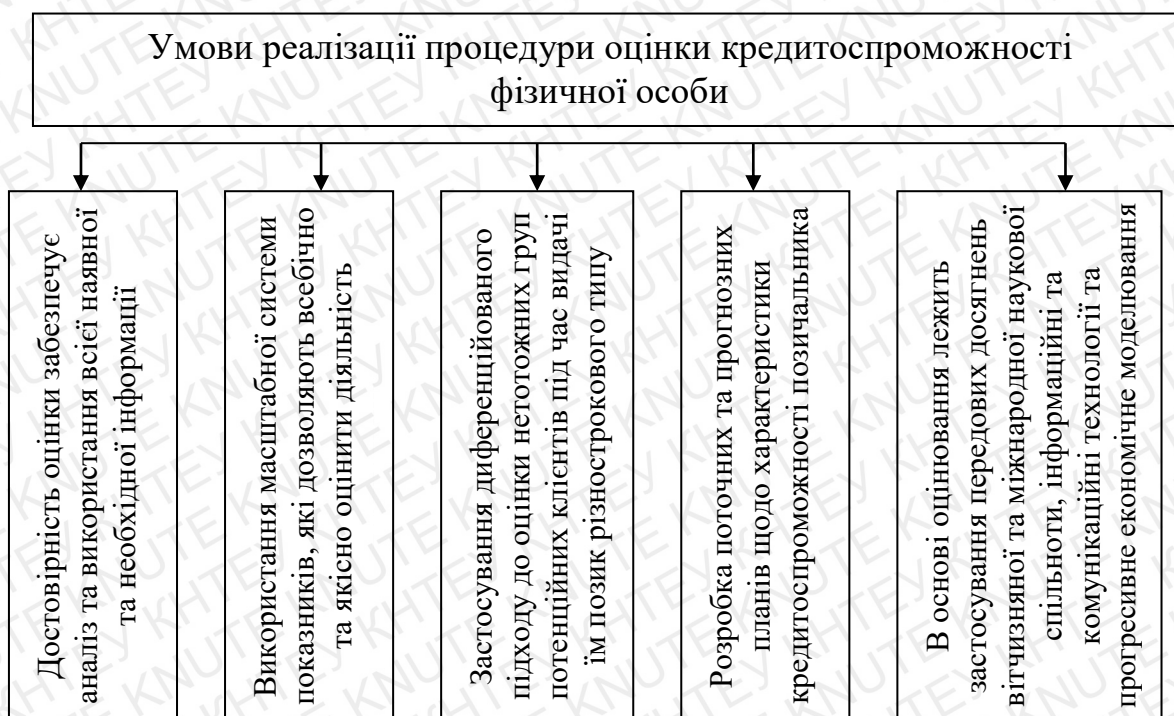 Умови реалізації процедури оцінки кредитоспроможності
фізичної особи
Достовірність оцінки забезпечує
аналіз та використання всієї наявної
та необхідної інформації
Використання масштабної системи
показників, які дозволяють всебічно
та якісно оцінити діяльність
Застосування диференційованого
підходу до оцінки нетотожних груп
потенційних клієнтів під час видачі
їм позик різнострокового типу
Розробка поточних та прогнозних
планів щодо характеристики
кредитоспроможності позичальника
В основі оцінювання лежить
застосування передових досягнень
вітчизняної та міжнародної наукової
спільноти, інформаційні та
комунікаційні технології та
прогресивне економічне моделювання